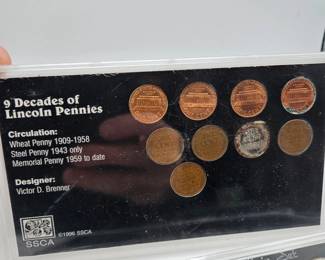 9 Decades of
Lincoln Pennies
Circulation:
Wheat Penny 1909-1958
Steel Penny 1943 only
Memorial Penny 1959 to date
Designer:
Victor D. Brenner
SSCA
©1996 SSCA
Set